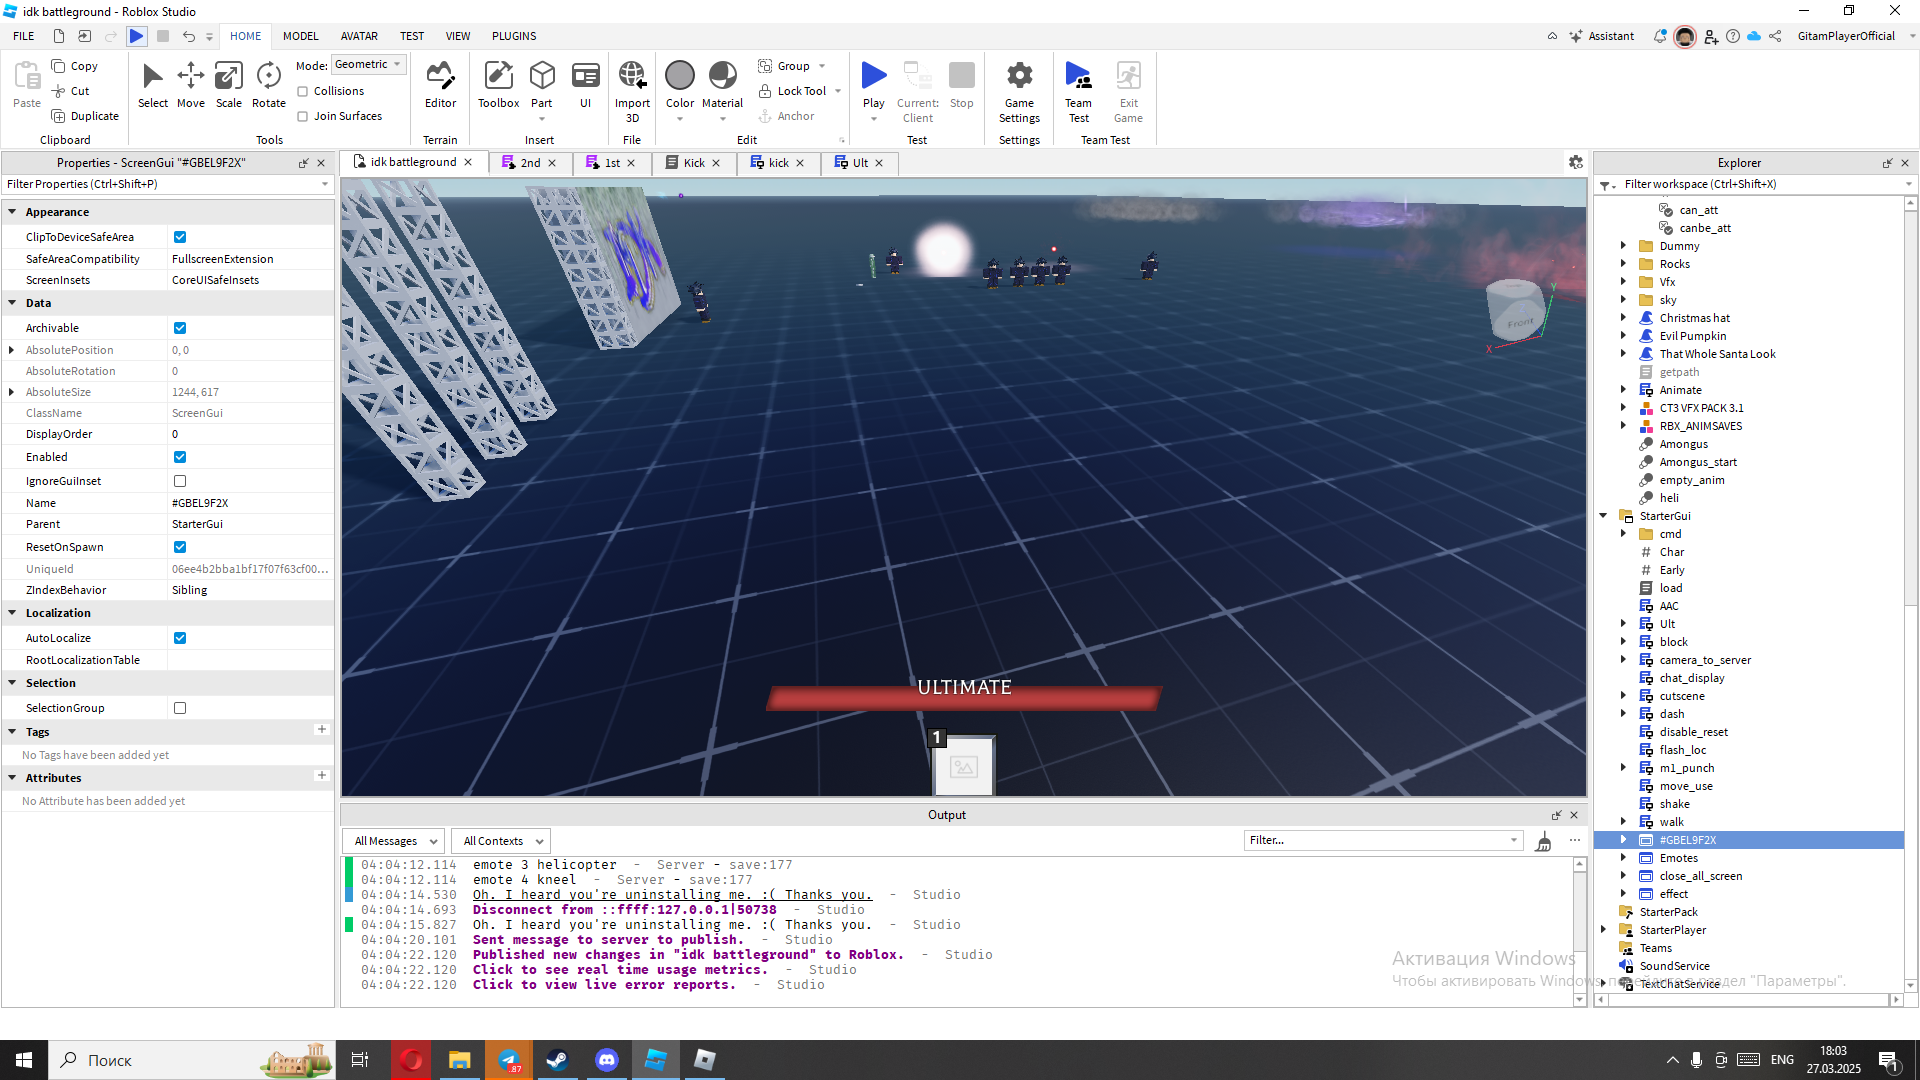 idk battleground - Roblox Studio
FILE HOME MODEL AVATAR TEST VIEW PLUGINS Assistant GitamPlayerOfficial
Paste
Copy
Cut
Duplicate
Clipboard
Select Move Scale Rotate
Mode: Geometric
Collisions
Join Surfaces
Tools
Editor
Terrain
Toolbox Part UI
Insert
Import
3D
File
Color Material
Group
Lock Tool
Anchor
Edit
Play
Current:
Client
Stop
Test
Game
Settings
Settings
Team
Test
Exit
Game
Team Test
Properties - ScreenGui "#GBEL9F2X"
Filter Properties (Ctrl+Shift+P)
Appearance
ClipToDeviceSafeArea
SafeAreaCompatibility FullscreenExtension
ScreenInsets CoreUISafeInsets
Data
Archivable
AbsolutePosition 0, 0
AbsoluteRotation 0
AbsoluteSize 1244, 617
ClassName ScreenGui
DisplayOrder 0
Enabled
IgnoreGuiInset
Name #GBEL9F2X
Parent StarterGui
ResetOnSpawn
UniqueId 06ee4b2bba1bf17f07f63cf00...
ZIndexBehavior Sibling
Localization
AutoLocalize
RootLocalizationTable
Selection
SelectionGroup
Tags
No Tags have been added yet
Attributes
No Attribute has been added yet
idk battleground 2nd 1st Kick kick Ult
Front
Y
X
ULTIMATE
1
Output
All Messages All Contexts Filter...
04:04:12.114 emote 3 helicopter - Server - save:177
04:04:12.114 emote 4 kneel - Server - save:177
04:04:14.530 Oh. I heard you're uninstalling me. :( Thanks you. - Studio
04:04:14.693 Disconnect from ::ffff:127.0.0.1|50738 - Studio
04:04:15.827 Oh. I heard you're uninstalling me. :( Thanks you. - Studio
04:04:20.101 Sent message to server to publish. - Studio
04:04:22.120 Published new changes in "idk battleground" to Roblox. - Studio
04:04:22.120 Click to see real time usage metrics. - Studio
04:04:22.120 Click to view live error reports. - Studio
Explorer
Filter workspace (Ctrl+Shift+X)
can_att
canbe_att
Dummy
Rocks
Vfx
sky
Christmas hat
Evil Pumpkin
That Whole Santa Look
getpath
Animate
CT3 VFX PACK 3.1
RBX_ANIMSAVES
Amongus
Amongus_start
empty_anim
heli
StarterGui
cmd
Char
Early
load
AAC
Ult
block
camera_to_server
chat_display
cutscene
dash
disable_reset
flash_loc
m1_punch
move_use
shake
walk
#GBEL9F2X
Emotes
close_all_screen
effect
StarterPack
StarterPlayer
Teams
SoundService
TextChatService
Активация Windows
Чтобы активировать Windows, перейдите в раздел "Параметры".
Поиск
87
ENG
18:03
27.03.2025
1